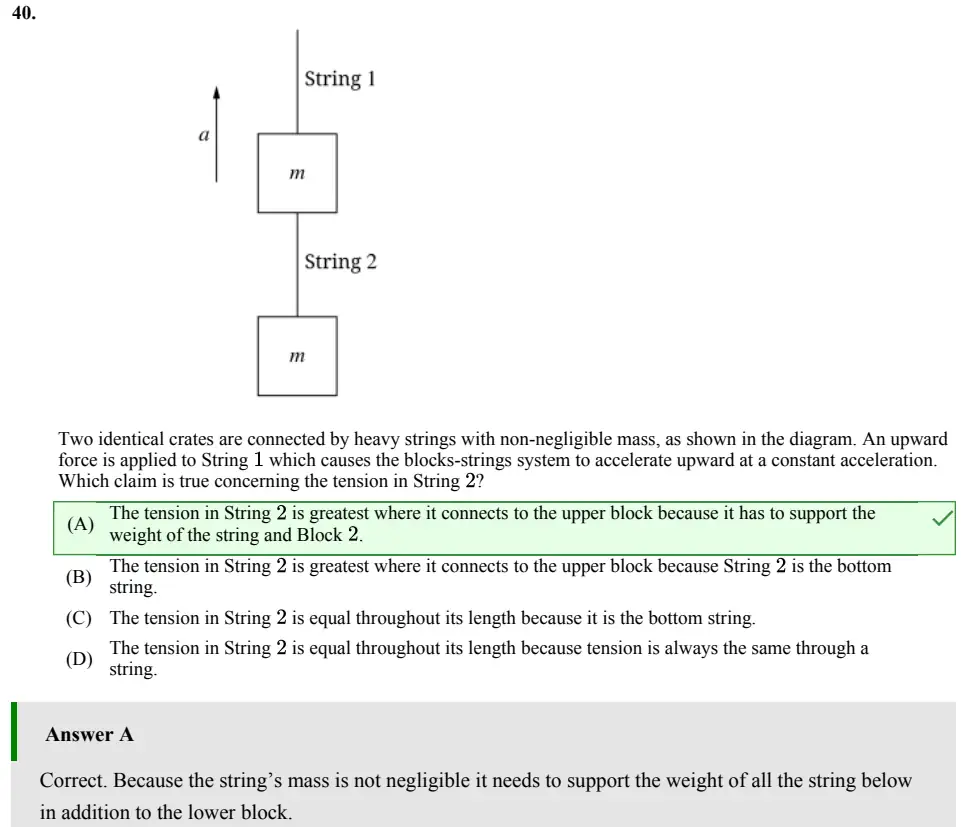 40.
String 1
a
m
String 2
m
Two identical crates are connected by heavy strings with non-negligible mass, as shown in the diagram. An upward
force is applied to String 1 which causes the blocks-strings system to accelerate upward at a constant acceleration.
Which claim is true concerning the tension in String 2?
(A) The tension in String 2 is greatest where it connects to the upper block because it has to support the
weight of the string and Block 2.
(B) The tension in String 2 is greatest where it connects to the upper block because String 2 is the bottom
string.
(C) The tension in String 2 is equal throughout its length because it is the bottom string.
(D) The tension in String 2 is equal throughout its length because tension is always the same through a
string.
Answer A
Correct. Because the string's mass is not negligible it needs to support the weight of all the string below
in addition to the lower block.